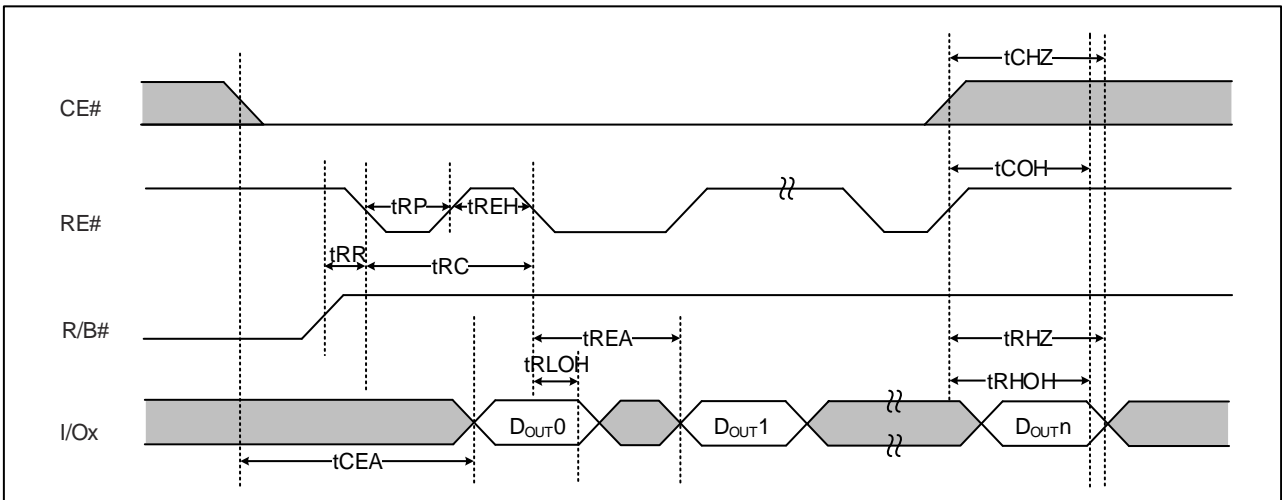 tCHZ
CE#
tCOH
tRP tREH
RE#
tRR tRC
R/B#
tREA tRHZ
tRLOH tRHOH
I/Ox DOUT0 DOUT1 DOUTn
tCEA